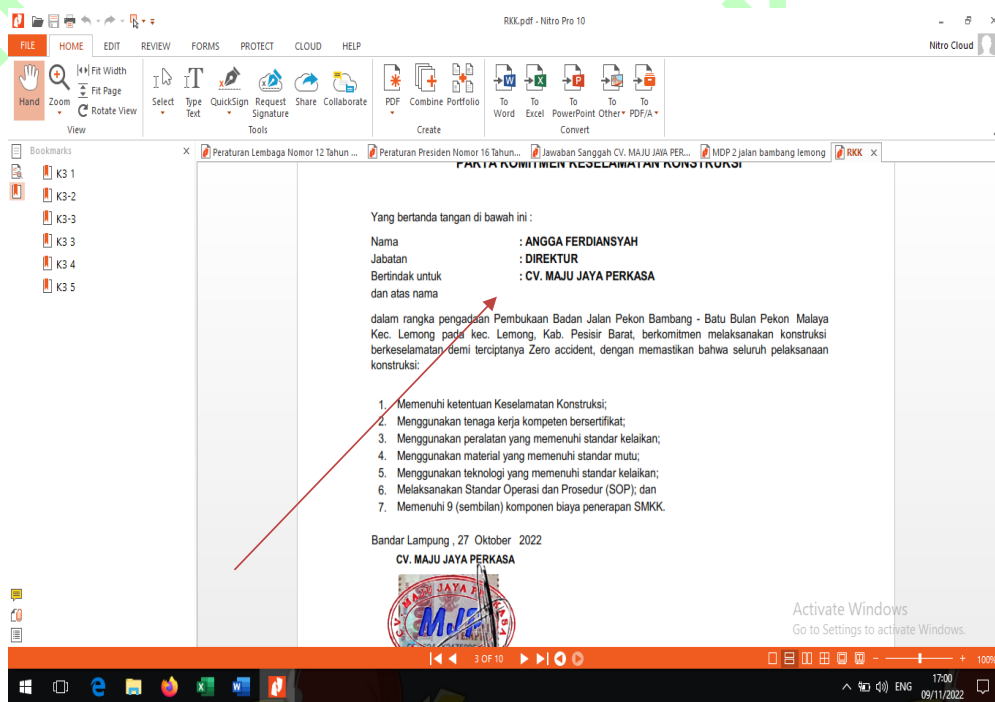 RKK.pdf - Nitro Pro 10
FILE HOME EDIT REVIEW FORMS PROTECT CLOUD HELP
Nitro Cloud
Hand
Zoom
Fit Width
Fit Page
Rotate View
View
Select
Type Text
QuickSign
Request Signature
Share
Collaborate
Tools
PDF
Combine
Portfolio
Create
To Word
To Excel
To PowerPoint
To Other
To PDF/A
Convert
Bookmarks X
Peraturan Lembaga Nomor 12 Tahun ...
Peraturan Presiden Nomor 16 Tahun...
Jawaban Sanggah CV. MAJU JAYA PER...
MDP 2 jalan bambang lemong
RKK ×
K3 1
K3-2
K3-3
K3 3
K3 4
K3 5
PAKTA KOMITMEN KESELAMATAN KONSTRUKSI
Yang bertanda tangan di bawah ini :
Nama : ANGGA FERDIANSYAH
Jabatan : DIREKTUR
Bertindak untuk : CV. MAJU JAYA PERKASA
dan atas nama
dalam rangka pengadaan Pembukaan Badan Jalan Pekon Bambang - Batu Bulan Pekon Malaya
Kec. Lemong pada kec. Lemong, Kab. Pesisir Barat, berkomitmen melaksanakan konstruksi
berkeselamatan demi terciptanya Zero accident, dengan memastikan bahwa seluruh pelaksanaan
konstruksi:
1. Memenuhi ketentuan Keselamatan Konstruksi;
2. Menggunakan tenaga kerja kompeten bersertifikat;
3. Menggunakan peralatan yang memenuhi standar kelaikan;
4. Menggunakan material yang memenuhi standar mutu;
5. Menggunakan teknologi yang memenuhi standar kelaikan;
6. Melaksanakan Standar Operasi dan Prosedur (SOP); dan
7. Memenuhi 9 (sembilan) komponen biaya penerapan SMKK.
Bandar Lampung , 27 Oktober 2022
CV. MAJU JAYA PERKASA
MJP
Activate Windows
Go to Settings to activate Windows.
3 OF 10
100%
ENG
17:00
09/11/2022